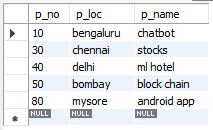 p_no p_loc p_name
10 bengaluru chatbot
30 chennai stocks
40 delhi ml hotel
50 bombay block chain
80 mysore android app
NULL NULL NULL